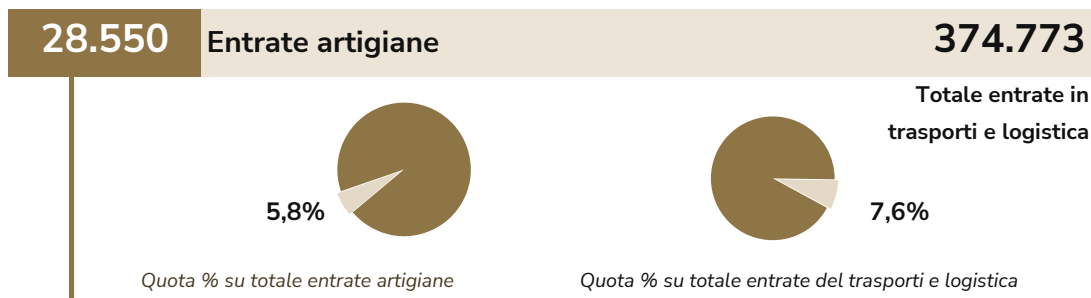 28.550 Entrate artigiane 374.773
Totale entrate in
trasporti e logistica
5,8% 7,6%
Quota % su totale entrate artigiane Quota % su totale entrate del trasporti e logistica